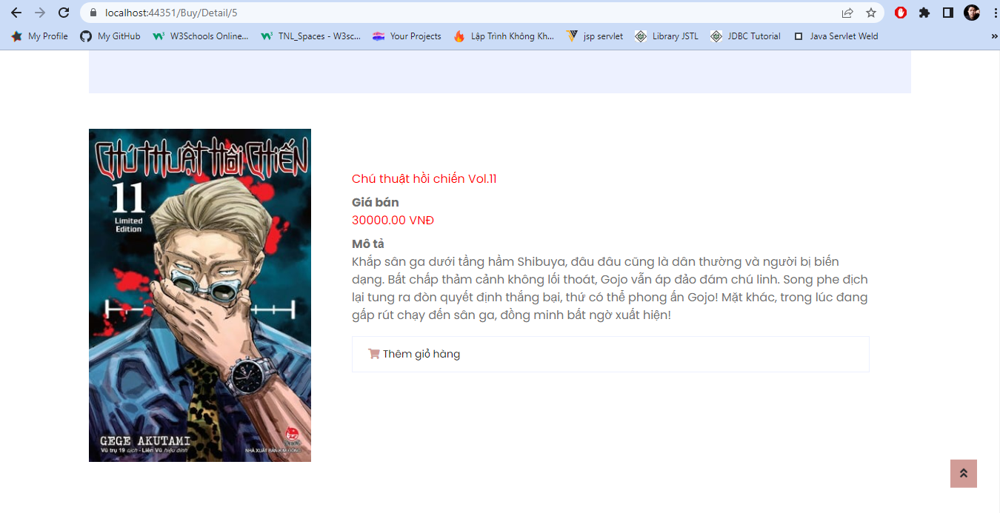 localhost:44351/Buy/Detail/5
My Profile
My GitHub
W3Schools Online...
TNL_Spaces - W3sc...
Your Projects
Lập Trình Không Kh...
jsp servlet
Library JSTL
JDBC Tutorial
Java Servlet Weld
»
CHÚ THUẬT HỒI CHIẾN
11
Limited
Edition
GEGE AKUTAMI
Vũ trụ 19 dịch - Liên Vũ hiệu đính
NHÀ XUẤT BẢN KIM ĐỒNG
Chú thuật hồi chiến Vol.11
Giá bán
30000.00 VNĐ
Mô tả
Khắp sân ga dưới tầng hầm Shibuya, đâu đâu cũng là dân thường và người bị biến
dạng. Bất chấp thảm cảnh không lối thoát, Gojo vẫn áp đảo đám chú linh. Song phe địch
lại tung ra đòn quyết định thắng bại, thứ có thể phong ấn Gojo! Mặt khác, trong lúc đang
gấp rút chạy đến sân ga, đồng minh bất ngờ xuất hiện!
Thêm giỏ hàng